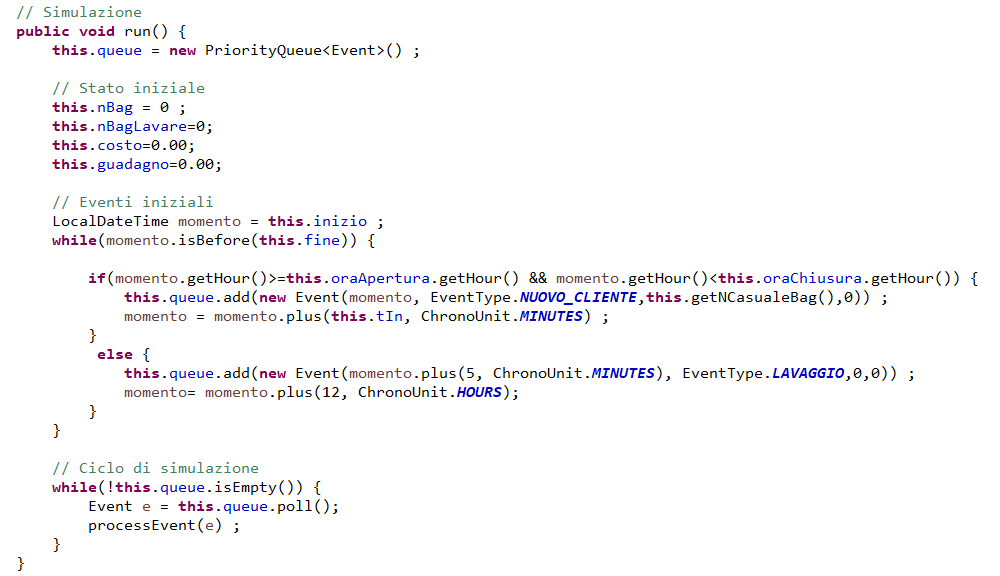 // Simulazione
public void run() {
    this.queue = new PriorityQueue<Event>() ;

    // Stato iniziale
    this.nBag = 0 ;
    this.nBagLavare=0;
    this.costo=0.00;
    this.guadagno=0.00;

    // Eventi iniziali
    LocalDateTime momento = this.inizio ;
    while(momento.isBefore(this.fine)) {

        if(momento.getHour()>=this.oraApertura.getHour() && momento.getHour()<this.oraChiusura.getHour()) {
            this.queue.add(new Event(momento, EventType.NUOVO_CLIENTE,this.getNCasualeBag(),0)) ;
            momento = momento.plus(this.tIn, ChronoUnit.MINUTES) ;
        }
         else {
            this.queue.add(new Event(momento.plus(5, ChronoUnit.MINUTES), EventType.LAVAGGIO,0,0)) ;
            momento= momento.plus(12, ChronoUnit.HOURS);
        }
    }

    // Ciclo di simulazione
    while(!this.queue.isEmpty()) {
        Event e = this.queue.poll();
        processEvent(e) ;
    }
}